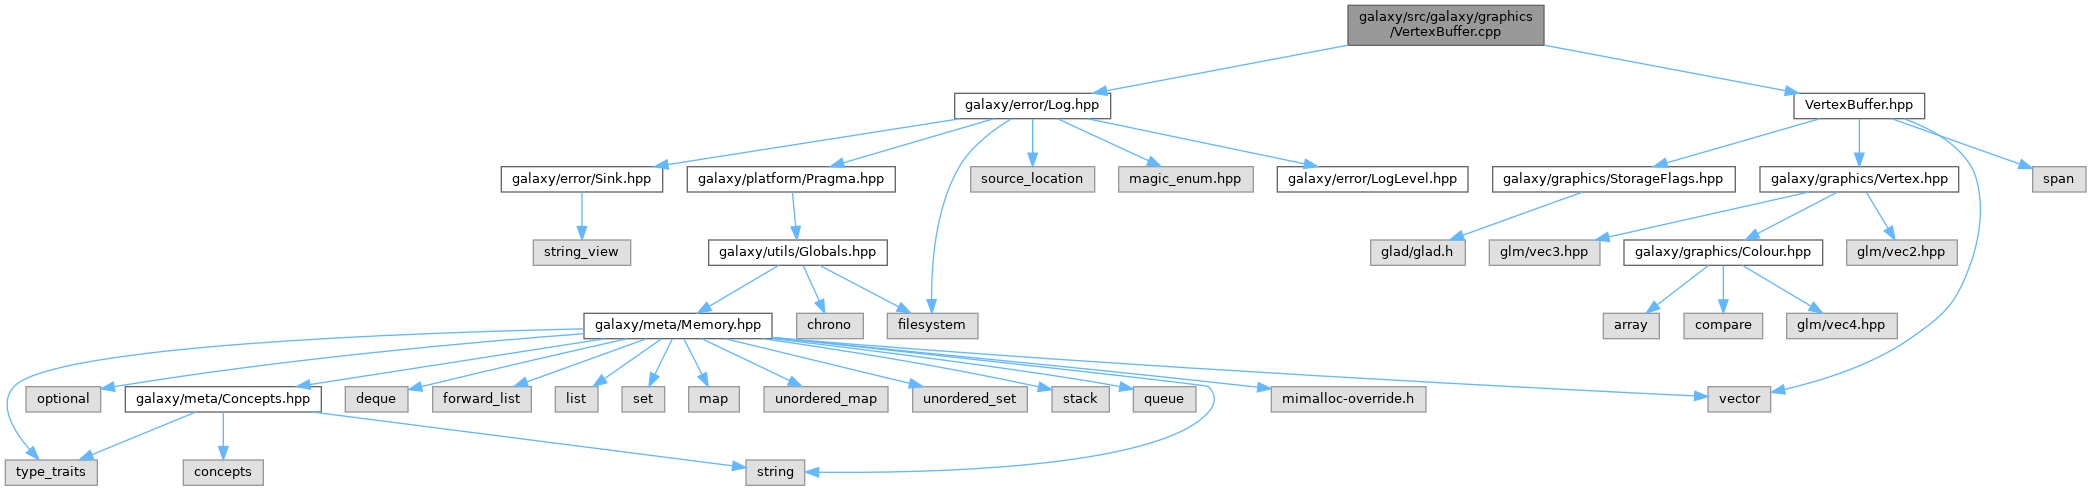 galaxy/src/galaxy/graphics
/VertexBuffer.cpp
galaxy/error/Log.hpp
VertexBuffer.hpp
galaxy/error/Sink.hpp
galaxy/platform/Pragma.hpp
source_location
magic_enum.hpp
galaxy/error/LogLevel.hpp
galaxy/graphics/StorageFlags.hpp
galaxy/graphics/Vertex.hpp
span
string_view
galaxy/utils/Globals.hpp
glad/glad.h
glm/vec3.hpp
galaxy/graphics/Colour.hpp
glm/vec2.hpp
galaxy/meta/Memory.hpp
chrono
filesystem
array
compare
glm/vec4.hpp
optional
galaxy/meta/Concepts.hpp
deque
forward_list
list
set
map
unordered_map
unordered_set
stack
queue
mimalloc-override.h
vector
type_traits
concepts
string